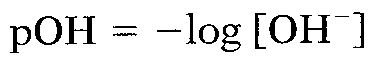 pOH = −log [OH⁻]